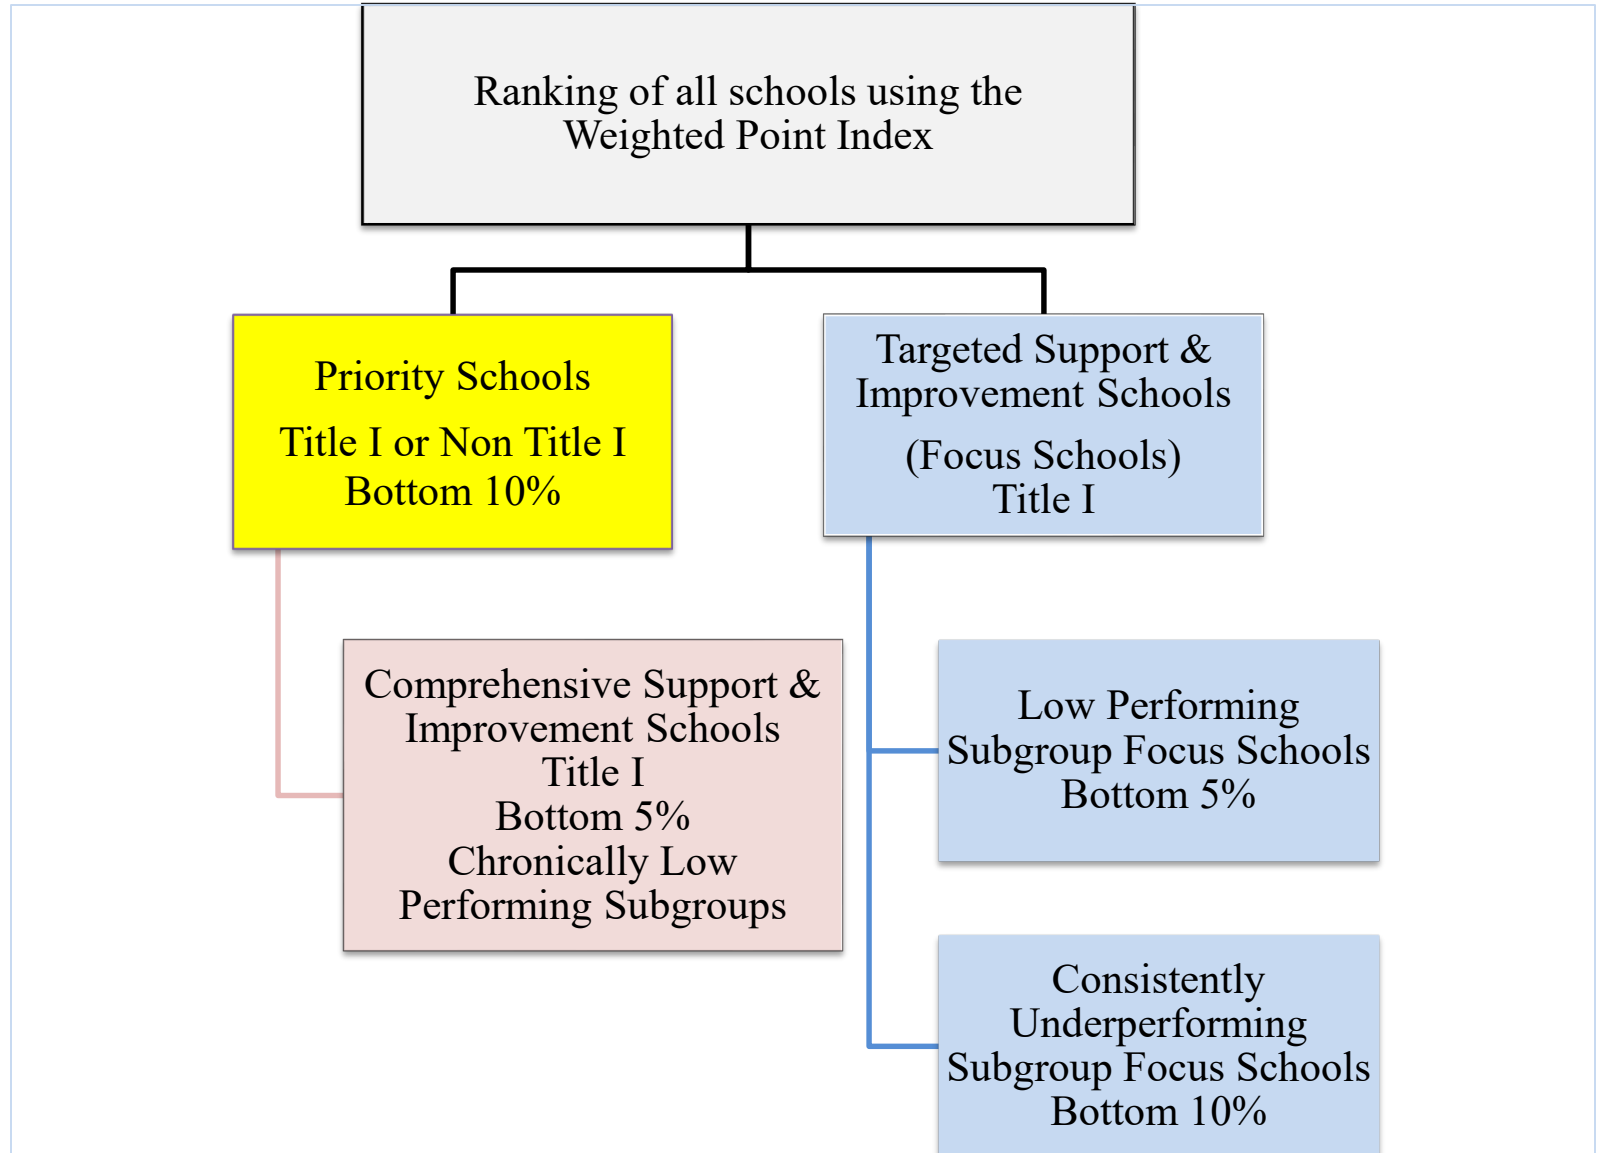 Ranking of all schools using the
Weighted Point Index
Priority Schools
Title I or Non Title I
Bottom 10%
Targeted Support &
Improvement Schools
(Focus Schools)
Title I
Comprehensive Support &
Improvement Schools
Title I
Bottom 5%
Chronically Low
Performing Subgroups
Low Performing
Subgroup Focus Schools
Bottom 5%
Consistently
Underperforming
Subgroup Focus Schools
Bottom 10%